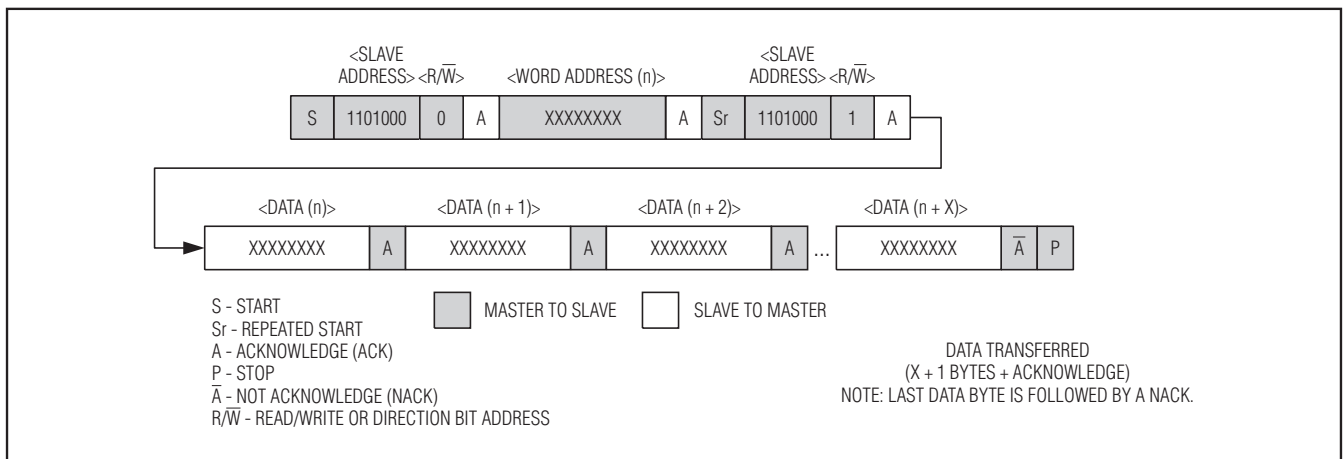 <SLAVE ADDRESS> <R/W̅> <WORD ADDRESS (n)> <SLAVE ADDRESS> <R/W̅>
S 1101000 0 A XXXXXXXX A Sr 1101000 1 A
<DATA (n)> <DATA (n + 1)> <DATA (n + 2)> <DATA (n + X)>
XXXXXXXX A XXXXXXXX A XXXXXXXX A ... XXXXXXXX A̅ P
S - START
Sr - REPEATED START
A - ACKNOWLEDGE (ACK)
P - STOP
A̅ - NOT ACKNOWLEDGE (NACK)
R/W̅ - READ/WRITE OR DIRECTION BIT ADDRESS
MASTER TO SLAVE
SLAVE TO MASTER
DATA TRANSFERRED
(X + 1 BYTES + ACKNOWLEDGE)
NOTE: LAST DATA BYTE IS FOLLOWED BY A NACK.